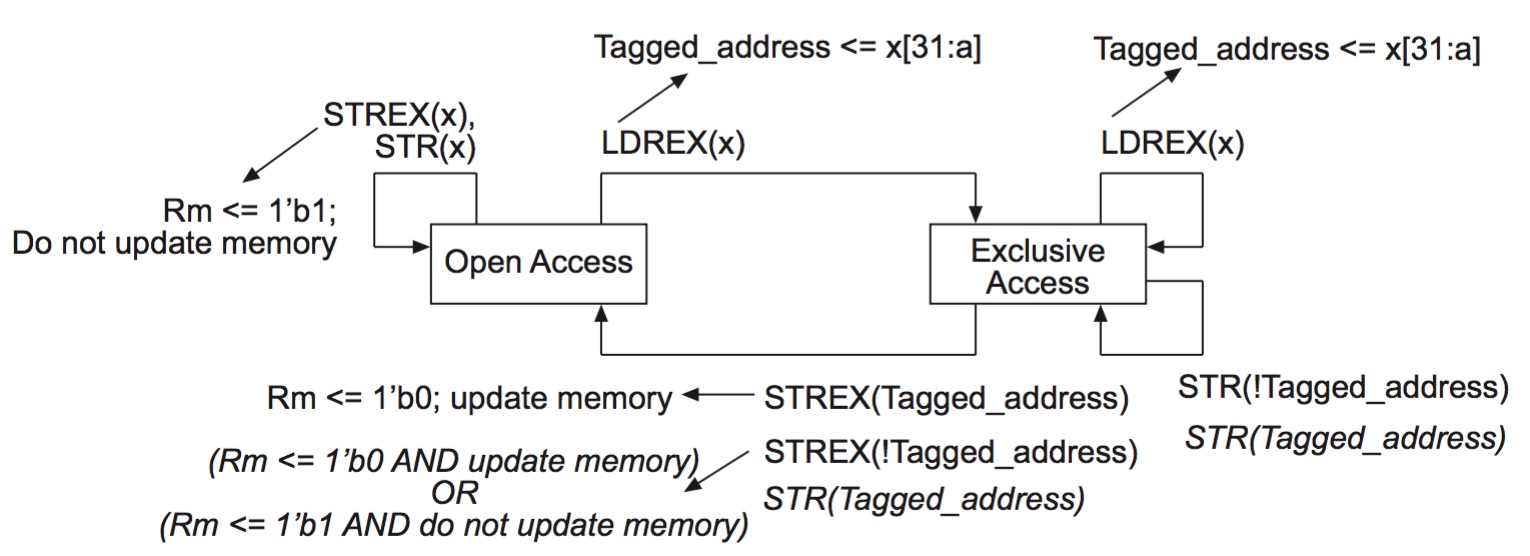 Tagged_address <= x[31:a]
Tagged_address <= x[31:a]
STREX(x),
STR(x)
LDREX(x)
LDREX(x)
Rm <= 1’b1;
Do not update memory
Open Access
Exclusive
Access
Rm <= 1’b0; update memory
STREX(Tagged_address)
STR(!Tagged_address)
STR(Tagged_address)
(Rm <= 1’b0 AND update memory)
OR
(Rm <= 1’b1 AND do not update memory)
STREX(!Tagged_address)
STR(Tagged_address)